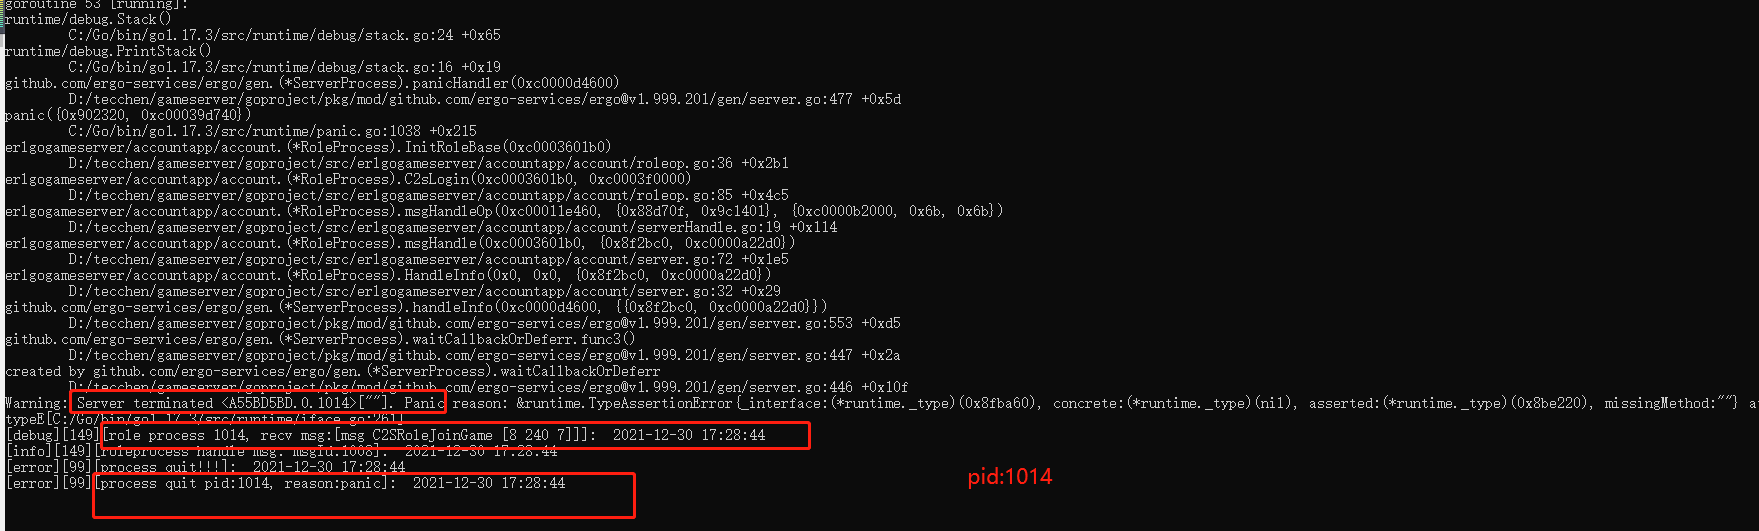 goroutine 53 [running]:
runtime/debug.Stack()
C:/Go/bin/go1.17.3/src/runtime/debug/stack.go:24 +0x65
runtime/debug.PrintStack()
C:/Go/bin/go1.17.3/src/runtime/debug/stack.go:16 +0x19
github.com/ergo-services/ergo/gen.(*ServerProcess).panicHandler(0xc0000d4600)
D:/tecchen/gameserver/goproject/pkg/mod/github.com/ergo-services/ergo@v1.999.201/gen/server.go:477 +0x5d
panic({0x902320, 0xc00039d740})
C:/Go/bin/go1.17.3/src/runtime/panic.go:1038 +0x215
erlgogameserver/accountapp/account.(*RoleProcess).InitRoleBase(0xc0003601b0)
D:/tecchen/gameserver/goproject/src/erlgogameserver/accountapp/account/roleop.go:36 +0x2b1
erlgogameserver/accountapp/account.(*RoleProcess).C2sLogin(0xc0003601b0, 0xc0003f0000)
D:/tecchen/gameserver/goproject/src/erlgogameserver/accountapp/account/roleop.go:85 +0x4c5
erlgogameserver/accountapp/account.(*RoleProcess).msgHandleOp(0xc00011e460, {0x88d70f, 0x9c1401}, {0xc0000b2000, 0x6b, 0x6b})
D:/tecchen/gameserver/goproject/src/erlgogameserver/accountapp/account/serverHandle.go:19 +0x114
erlgogameserver/accountapp/account.(*RoleProcess).msgHandle(0xc0003601b0, {0x8f2bc0, 0xc0000a22d0})
D:/tecchen/gameserver/goproject/src/erlgogameserver/accountapp/account/server.go:72 +0x1e5
erlgogameserver/accountapp/account.(*RoleProcess).HandleInfo(0x0, 0x0, {0x8f2bc0, 0xc0000a22d0})
D:/tecchen/gameserver/goproject/src/erlgogameserver/accountapp/account/server.go:32 +0x29
github.com/ergo-services/ergo/gen.(*ServerProcess).handleInfo(0xc0000d4600, {{0x8f2bc0, 0xc0000a22d0}})
D:/tecchen/gameserver/goproject/pkg/mod/github.com/ergo-services/ergo@v1.999.201/gen/server.go:553 +0xd5
github.com/ergo-services/ergo/gen.(*ServerProcess).waitCallbackOrDeferr.func3()
D:/tecchen/gameserver/goproject/pkg/mod/github.com/ergo-services/ergo@v1.999.201/gen/server.go:447 +0x2a
created by github.com/ergo-services/ergo/gen.(*ServerProcess).waitCallbackOrDeferr
D:/tecchen/gameserver/goproject/pkg/mod/github.com/ergo-services/ergo@v1.999.201/gen/server.go:446 +0x10f
Warning: Server terminated <A55BD5BD.0.1014>[""]. Panic reason: &runtime.TypeAssertionError{_interface:(*runtime._type)(0x8fba60), concrete:(*runtime._type)(nil), asserted:(*runtime._type)(0x8be220), missingMethod:""} a
typeE[C:/Go/bin/go1.17.3/src/runtime/iface.go:261]
[debug][149][role process 1014, recv msg:[msg C2SRoleJoinGame [8 240 7]]]: 2021-12-30 17:28:44
[info][149][roleprocess handle msg. msgId:1008]: 2021-12-30 17:28:44
[error][99][process quit!!!]: 2021-12-30 17:28:44
[error][99][process quit pid:1014, reason:panic]: 2021-12-30 17:28:44
pid:1014